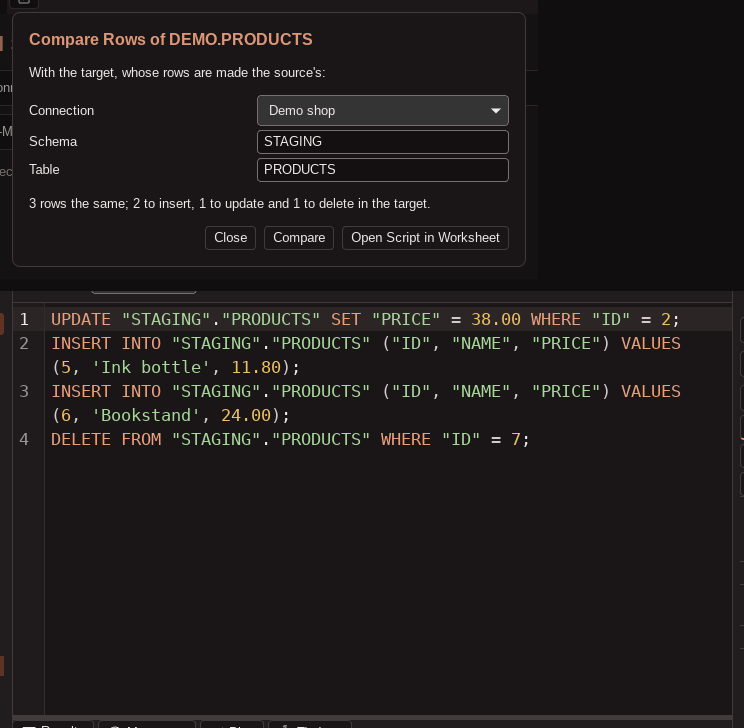 Compare Rows of DEMO.PRODUCTS
With the target, whose rows are made the source's:
Connection
Demo shop
Schema
STAGING
Table
PRODUCTS
3 rows the same; 2 to insert, 1 to update and 1 to delete in the target.
Close
Compare
Open Script in Worksheet
1 UPDATE "STAGING"."PRODUCTS" SET "PRICE" = 38.00 WHERE "ID" = 2;
2 INSERT INTO "STAGING"."PRODUCTS" ("ID", "NAME", "PRICE") VALUES
(5, 'Ink bottle', 11.80);
3 INSERT INTO "STAGING"."PRODUCTS" ("ID", "NAME", "PRICE") VALUES
(6, 'Bookstand', 24.00);
4 DELETE FROM "STAGING"."PRODUCTS" WHERE "ID" = 7;